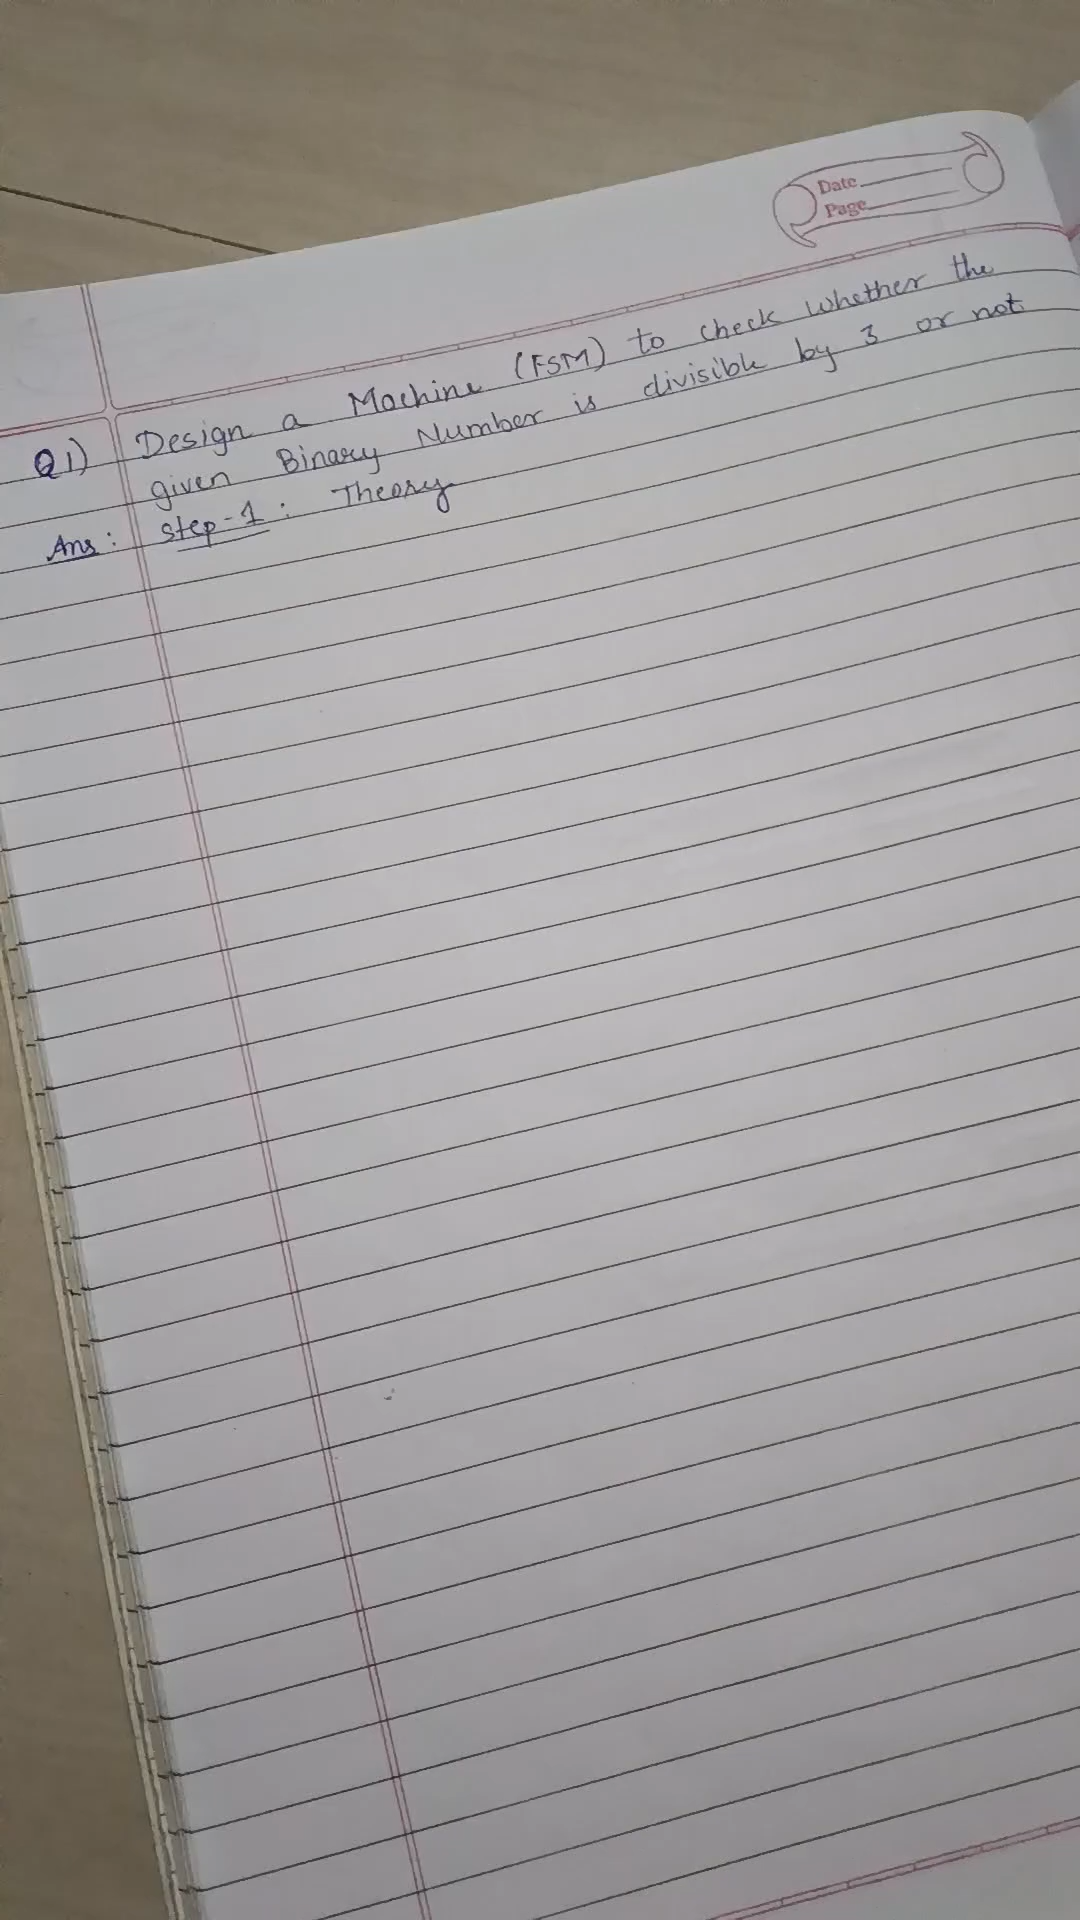 Date
Page
Q1) Design a Machine (FSM) to check whether the
given Binary Number is divisible by 3 or not
Ans: Step-1: Theory